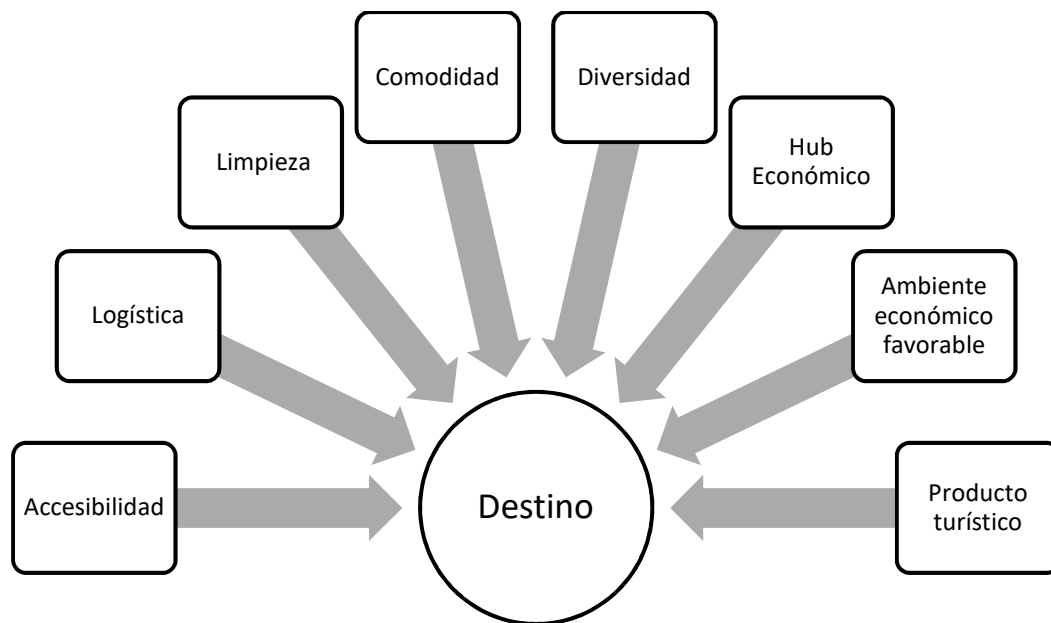 Comodidad
Diversidad
Limpieza
Hub
Económico
Logística
Ambiente
económico
favorable
Accesibilidad
Destino
Producto
turístico